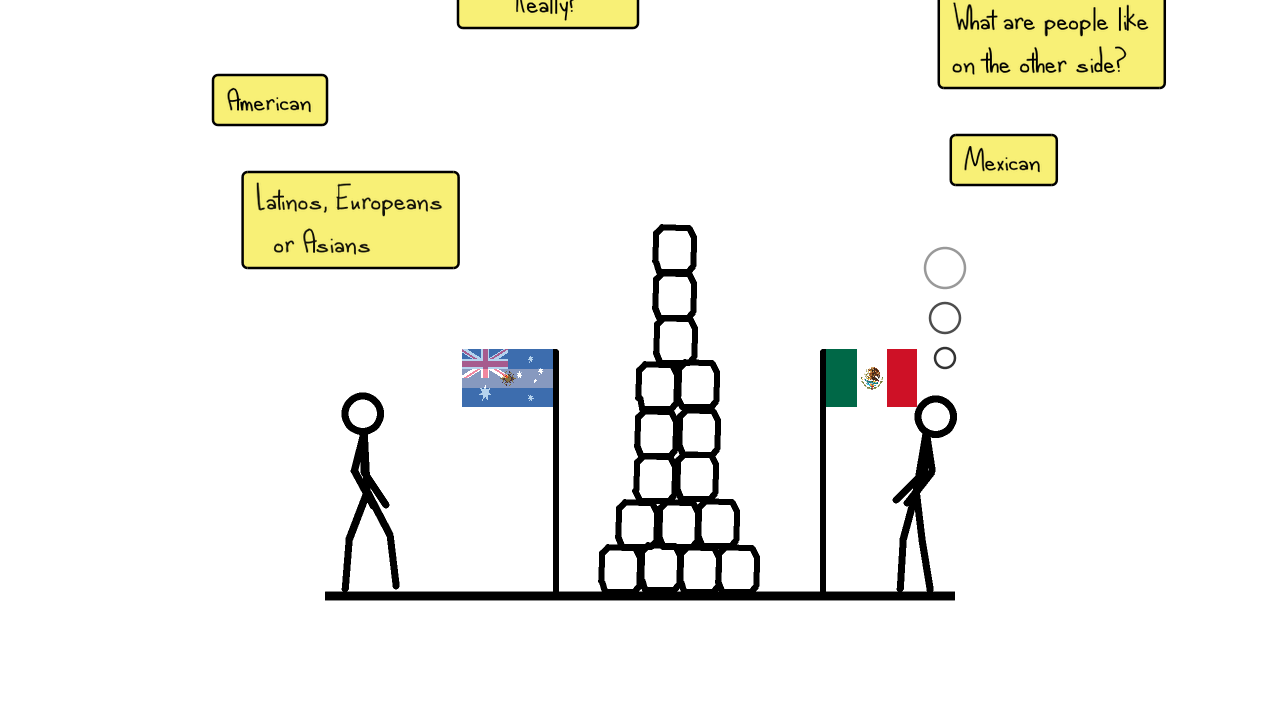 Really?
What are people like
on the other side?
American
Mexican
Latinos, Europeans
or Asians